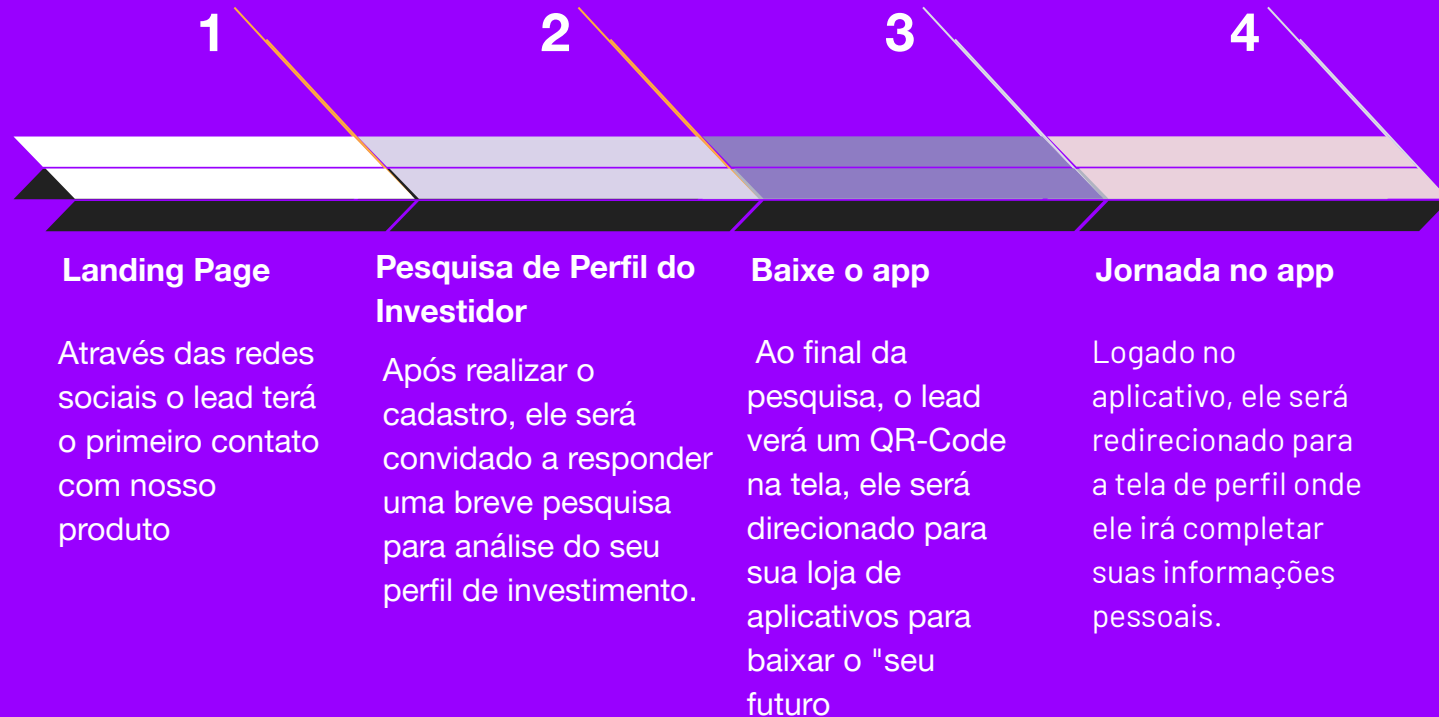 1
2
3
4
Landing Page
Através das redes
sociais o lead terá
o primeiro contato
com nosso
produto
Pesquisa de Perfil do
Investidor
Após realizar o
cadastro, ele será
convidado a responder
uma breve pesquisa
para análise do seu
perfil de investimento.
Baixe o app
Ao final da
pesquisa, o lead
verá um QR-Code
na tela, ele será
direcionado para
sua loja de
aplicativos para
baixar o "seu
futuro
Jornada no app
Logado no
aplicativo, ele será
redirecionado para
a tela de perfil onde
ele irá completar
suas informações
pessoais.